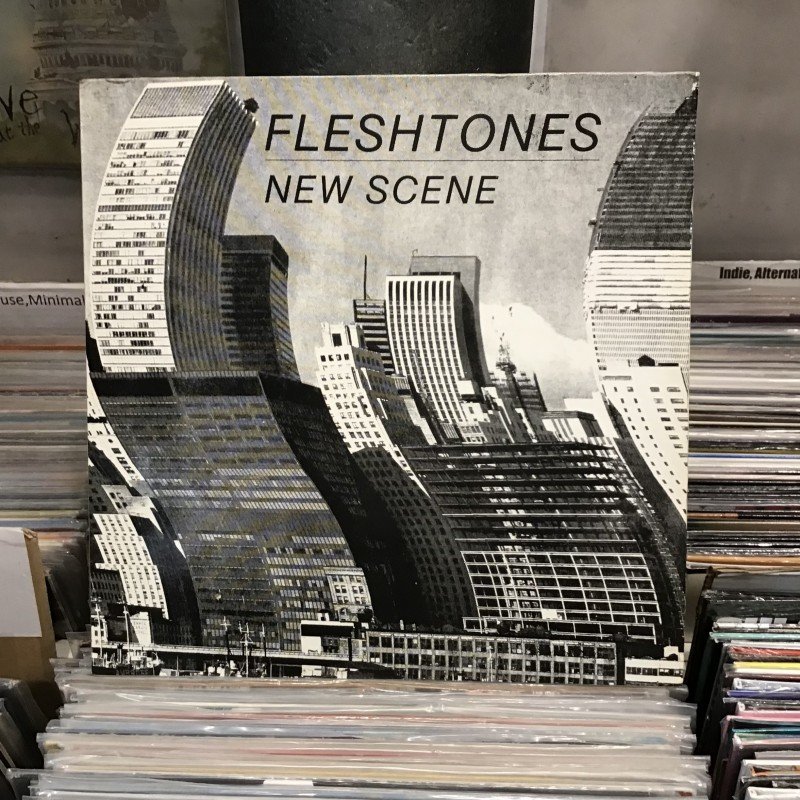 FLESHTONES
NEW SCENE
Indie, Alternat
use, Minimal